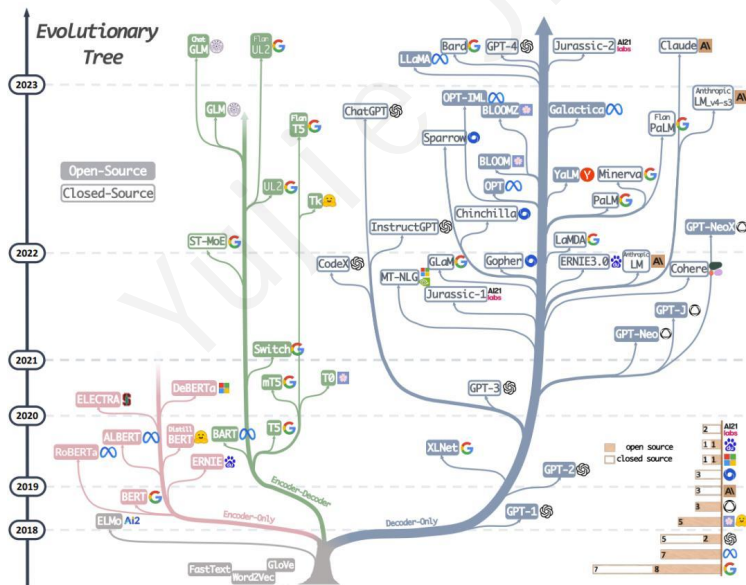 Evolutionary
Tree
2023
2022
2021
2020
2019
2018
Open-Source
Closed-Source
Chat
GLM
Flan
UL2
GLM
Flan
T5
UL2
Tk
ST-MoE
Switch
mT5
T0
DeBERTa
ELECTRA
ALBERT
Distill
BERT
BART
T5
RoBERTa
ERNIE
BERT
ELMo
Ai2
Encoder-Only
Encoder-Decoder
Decoder-Only
FastText
GloVe
Word2Vec
Bard
GPT-4
Jurassic-2
AI21
labs
Claude
A\
LLaMA
OPT-IML
BLOOMZ
Galactica
Anthropic
LM_v4-s3
A\
ChatGPT
Sparrow
Flan
PaLM
BLOOM
OPT
YaLM
Y
Minerva
PaLM
Chinchilla
InstructGPT
GPT-NeoX
LaMDA
CodeX
GLaM
Gopher
ERNIE3.0
Anthropic
LM
A\
Cohere
MT-NLG
Jurassic-1
AI21
labs
GPT-J
GPT-Neo
GPT-3
XLNet
GPT-2
GPT-1
open source
closed source
2
AI21
labs
1 1
1 1
3
3
A\
3
5
5 2
7
7 8
Yujie